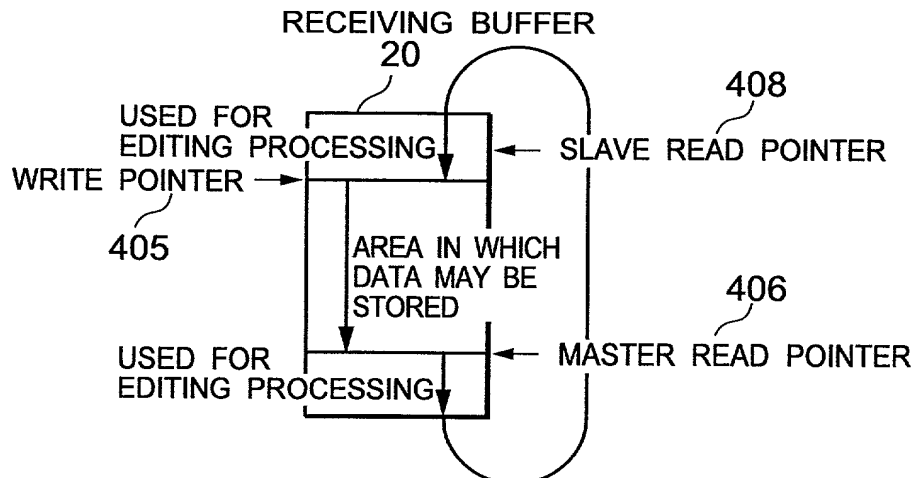 RECEIVING BUFFER
20
USED FOR
EDITING PROCESSING
408
SLAVE READ POINTER
WRITE POINTER
405
AREA IN WHICH
DATA MAY BE
STORED
406
MASTER READ POINTER
USED FOR
EDITING PROCESSING